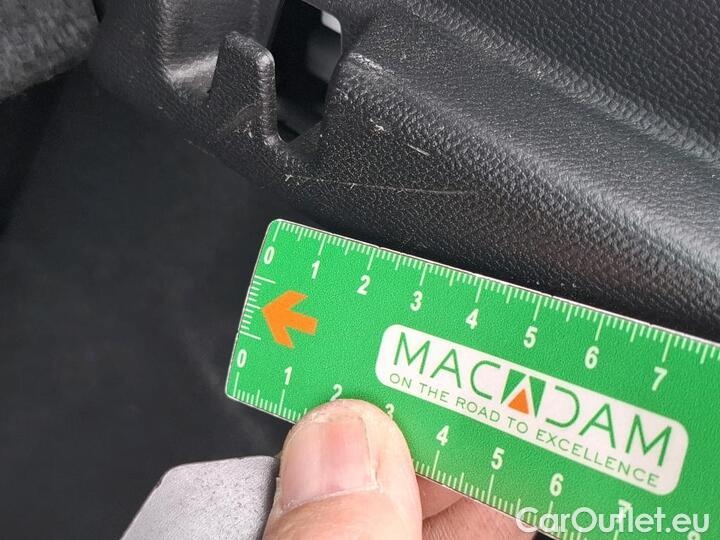 0 1 2 3 4 5 6 7
MACADAM
ON THE ROAD TO EXCELLENCE
0 1 2 3 4 5 6 7 8
CarOutlet.eu